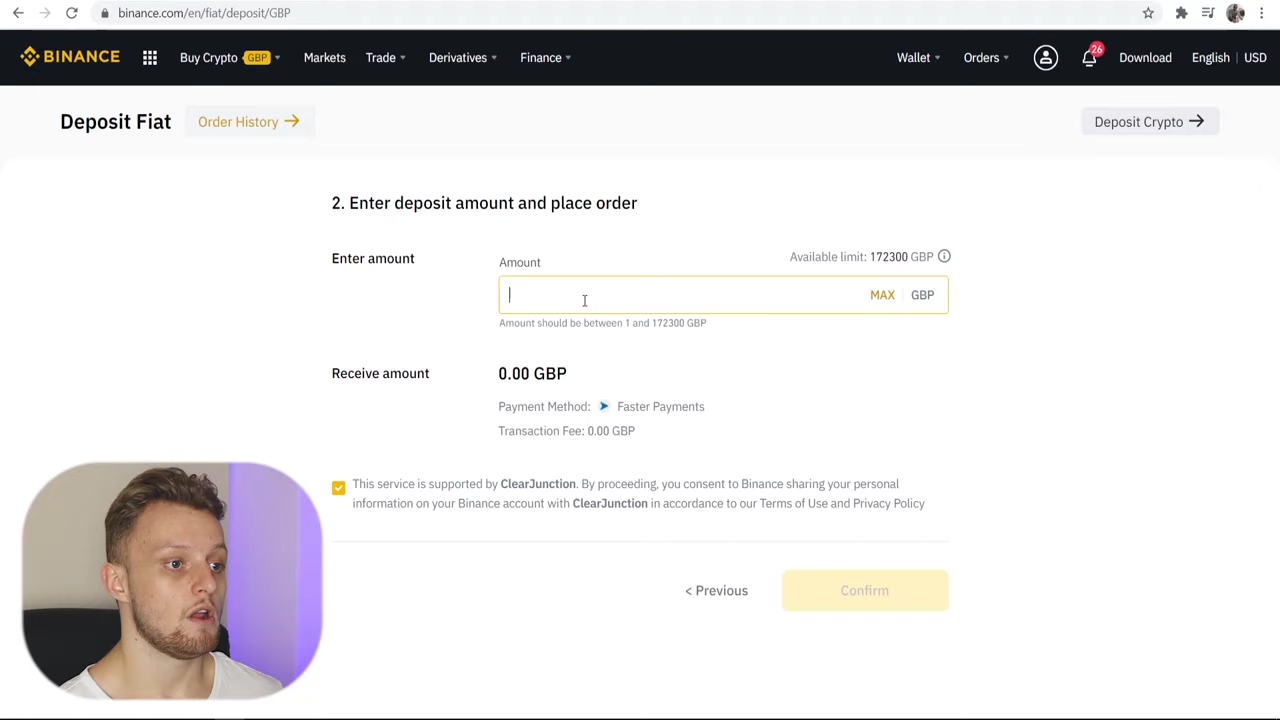 binance.com/en/fiat/deposit/GBP
BINANCE Buy Crypto GBP Markets Trade Derivatives Finance Wallet Orders 26 Download English | USD
Deposit Fiat Order History → Deposit Crypto →
2. Enter deposit amount and place order
Enter amount Amount Available limit: 172300 GBP
MAX GBP
Amount should be between 1 and 172300 GBP
Receive amount 0.00 GBP
Payment Method: Faster Payments
Transaction Fee: 0.00 GBP
This service is supported by ClearJunction. By proceeding, you consent to Binance sharing your personal
information on your Binance account with ClearJunction in accordance to our Terms of Use and Privacy Policy
< Previous Confirm